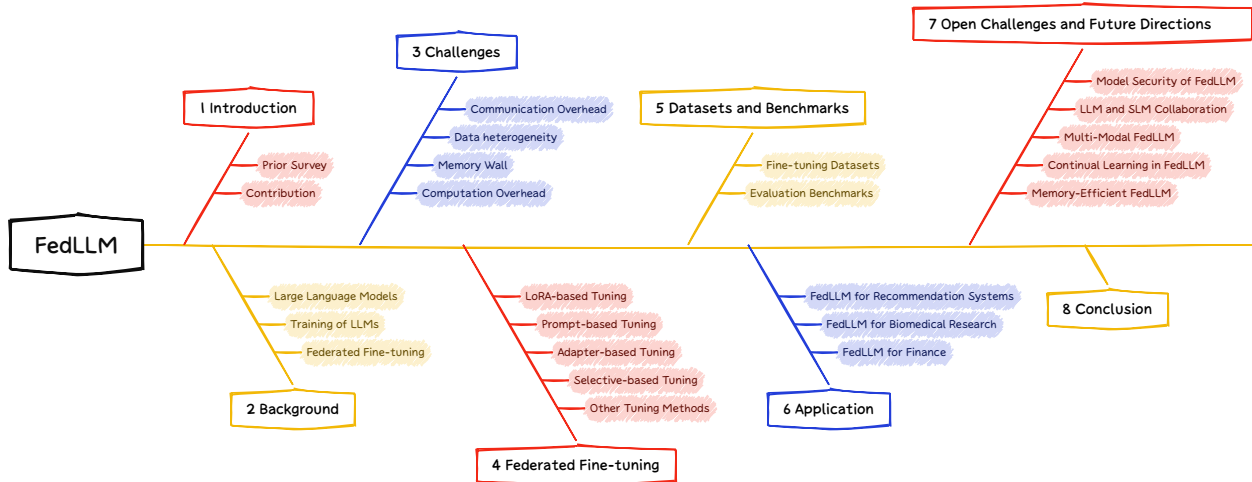 FedLLM
1 Introduction
Prior Survey
Contribution
2 Background
Large Language Models
Training of LLMs
Federated Fine-tuning
3 Challenges
Communication Overhead
Data heterogeneity
Memory Wall
Computation Overhead
4 Federated Fine-tuning
LoRA-based Tuning
Prompt-based Tuning
Adapter-based Tuning
Selective-based Tuning
Other Tuning Methods
5 Datasets and Benchmarks
Fine-tuning Datasets
Evaluation Benchmarks
6 Application
FedLLM for Recommendation Systems
FedLLM for Biomedical Research
FedLLM for Finance
7 Open Challenges and Future Directions
Model Security of FedLLM
LLM and SLM Collaboration
Multi-Modal FedLLM
Continual Learning in FedLLM
Memory-Efficient FedLLM
8 Conclusion